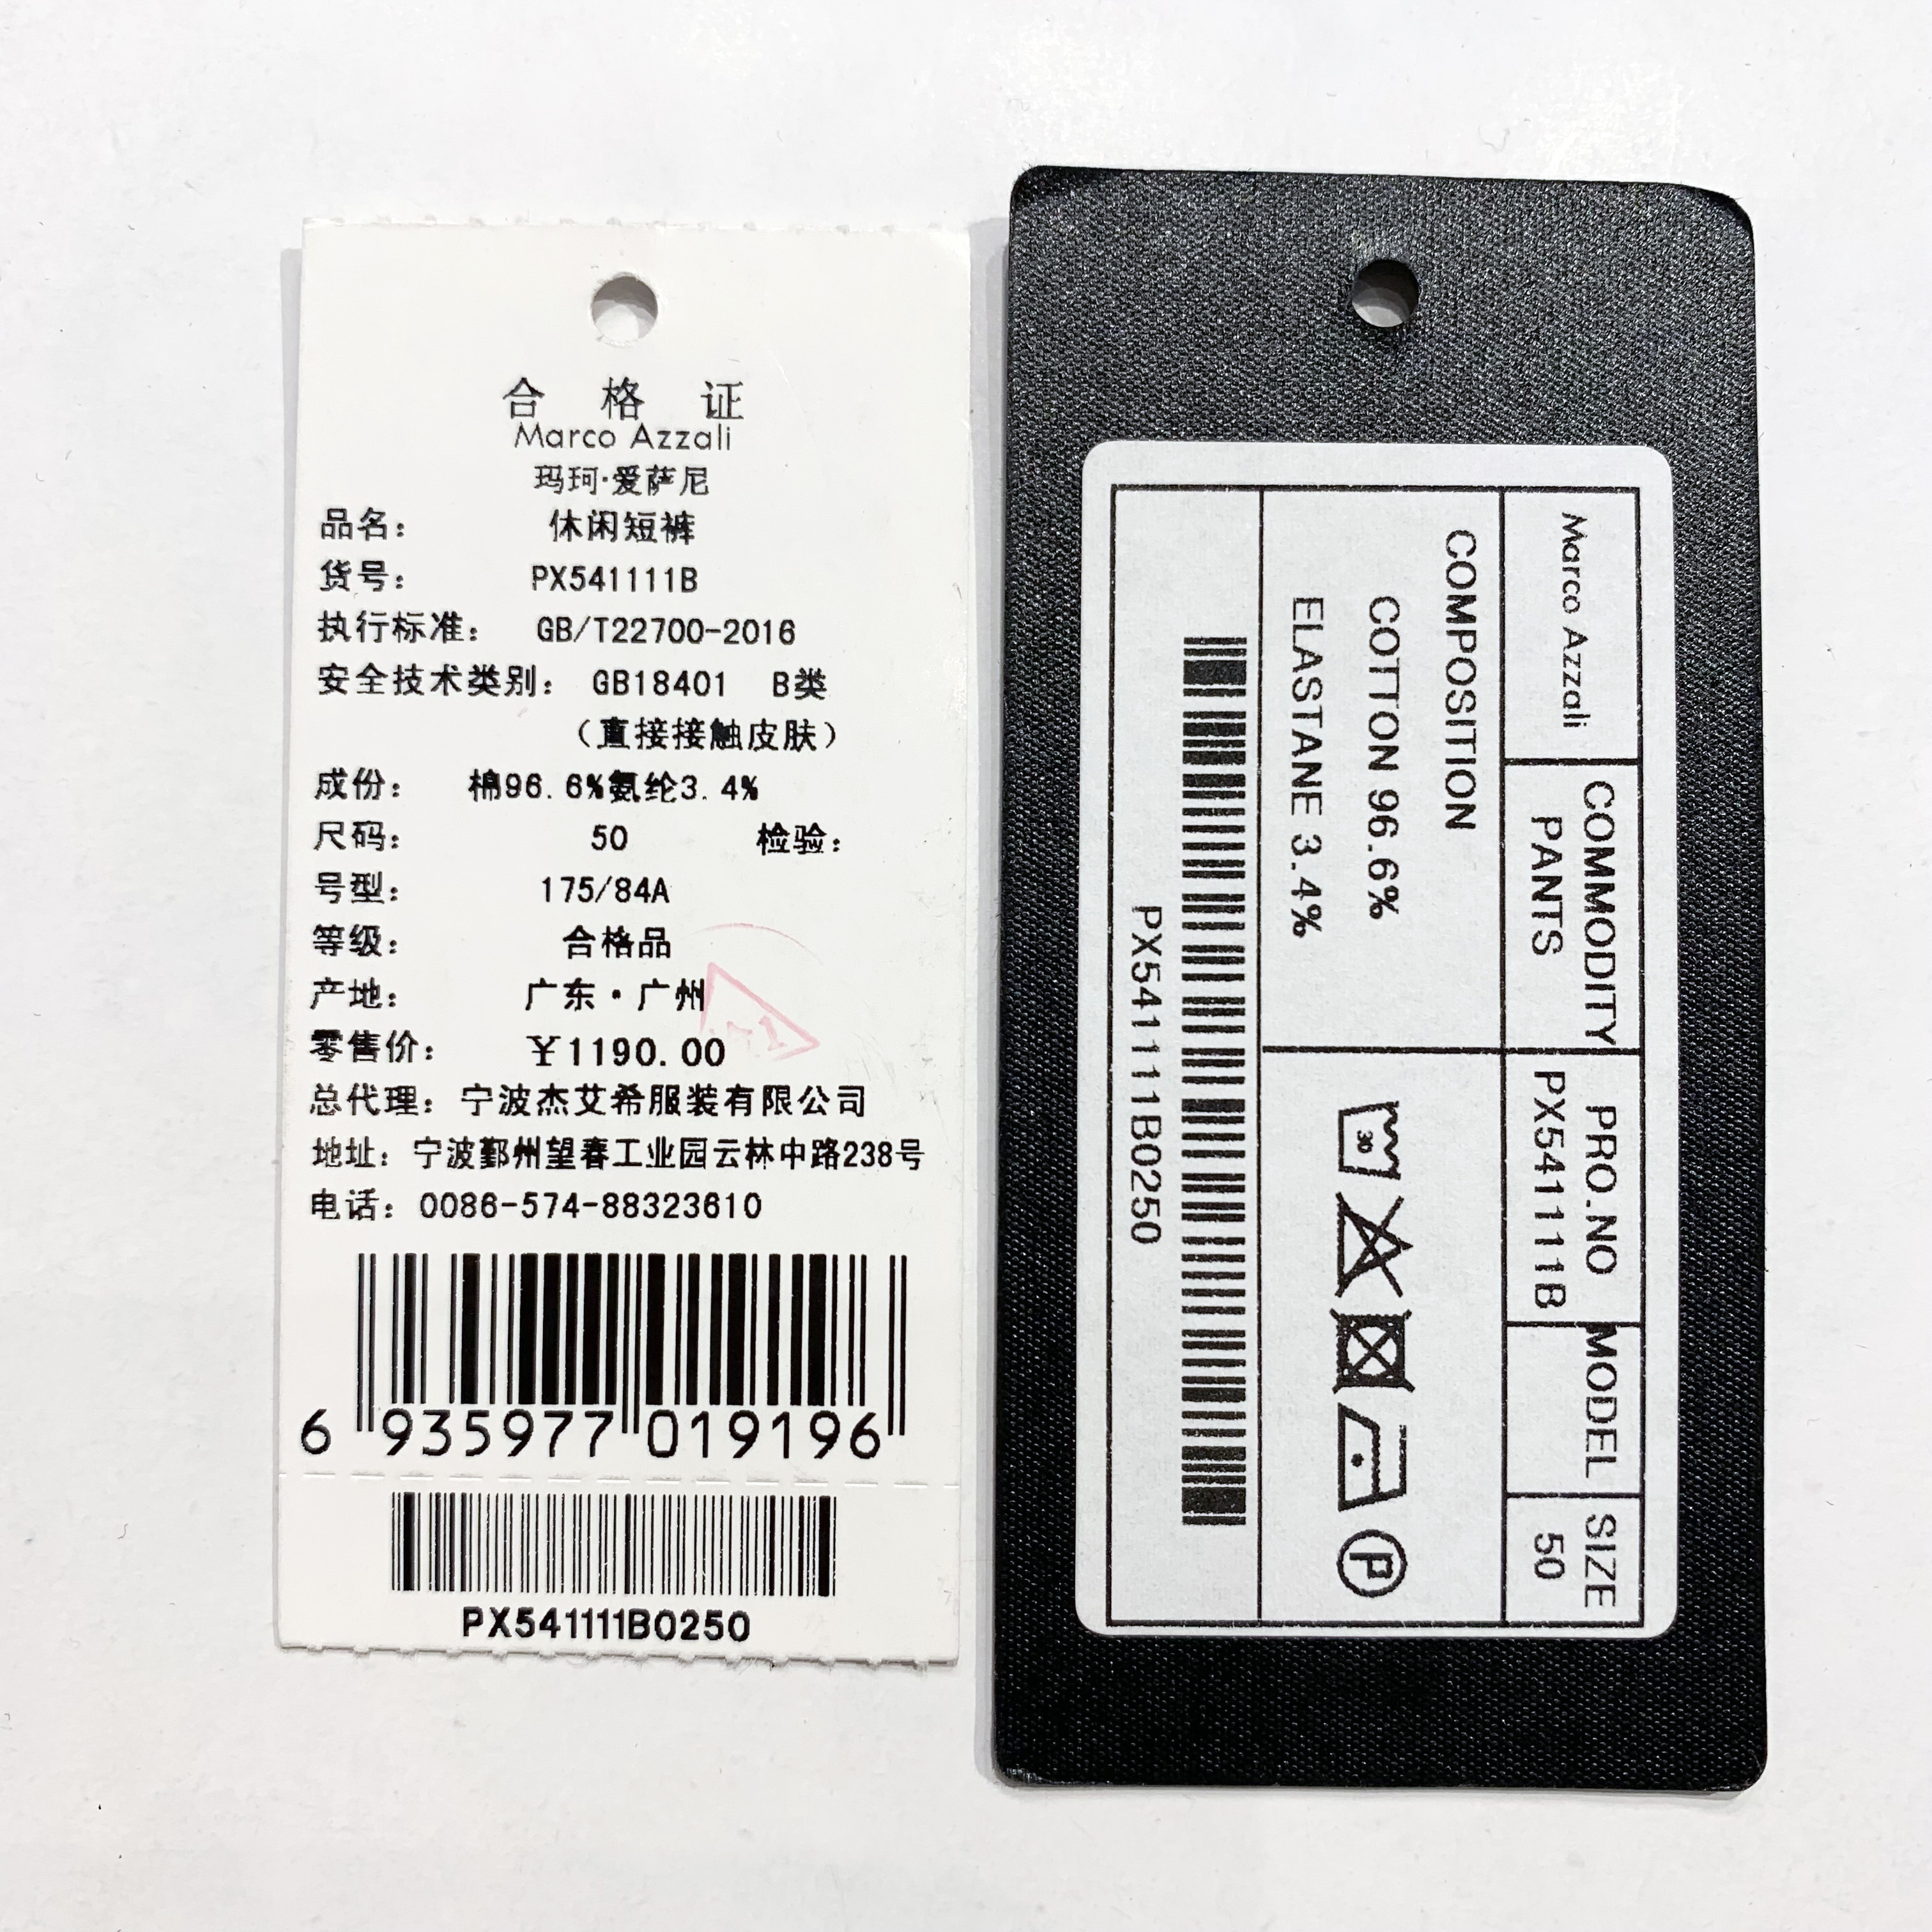 合 格 证
Marco Azzali
玛珂·爱萨尼
品名： 休闲短裤
货号： PX541111B
执行标准： GB/T22700-2016
安全技术类别： GB18401 B类
（直接接触皮肤）
成份： 棉96.6%氨纶3.4%
尺码： 50 检验：
号型： 175/84A
等级： 合格品
产地： 广东·广州
零售价： ￥1190.00
总代理：宁波杰艾希服装有限公司
地址：宁波鄞州望春工业园云林中路238号
电话：0086-574-88323610
6 935977 019196
PX541111B0250
Marco Azzali
COMMODITY
PANTS
PRO.NO
PX541111B
MODEL
SIZE
50
COMPOSITION
COTTON 96.6%
ELASTANE 3.4%
30
P
PX541111B0250